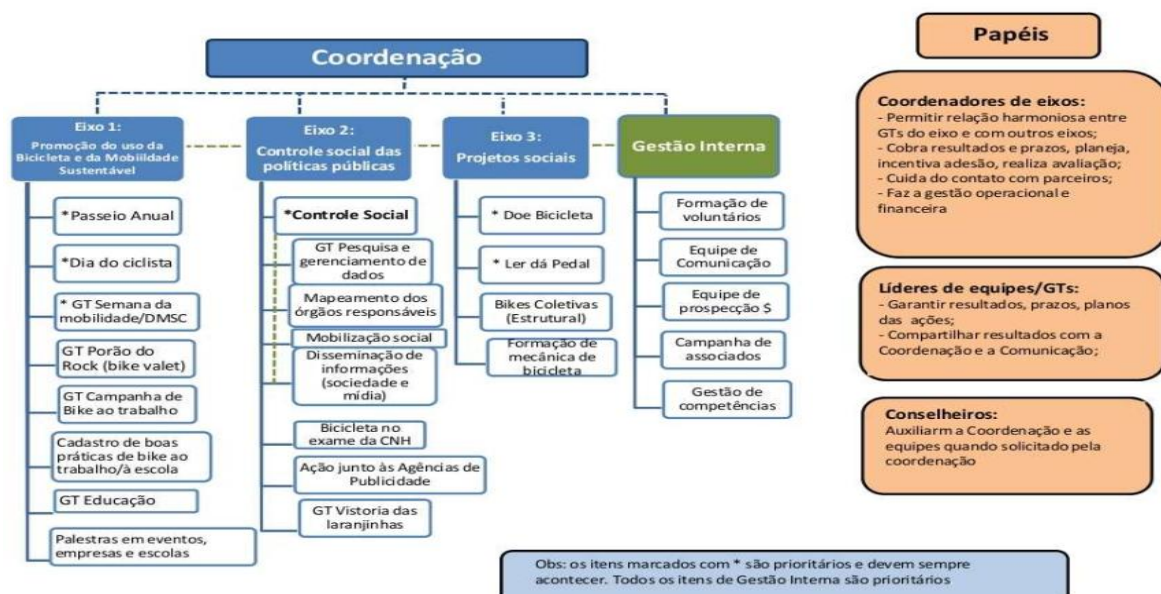 Coordenação
Eixo 1:
Promoção do uso da
Bicicleta e da Mobiildade
Sustentável
Eixo 2:
Controle social das
políticas públicas
Eixo 3:
Projetos sociais
Gestão Interna
*Passeio Anual
*Dia do ciclista
* GT Semana da
mobilidade/DMSC
GT Porão do
Rock (bike valet)
GT Campanha de
Bike ao trabalho
Cadastro de boas
práticas de bike ao
trabalho/à escola
GT Educação
Palestras em eventos,
empresas e escolas
*Controle Social
GT Pesquisa e
gerenciamento de
dados
Mapeamento dos
órgãos responsáveis
Mobilização social
Disseminação de
informações
(sociedade e
mídia)
Bicicleta no
exame da CNH
Ação junto às Agências de
Publicidade
GT Vistoria das
laranjinhas
* Doe Bicicleta
* Ler dá Pedal
Bikes Coletivas
(Estrutural)
Formação de
mecânica de
bicicleta
Formação de
voluntários
Equipe de
Comunicação
Equipe de
prospecção $
Campanha de
associados
Gestão de
competências
Papéis
Coordenadores de eixos:
- Permitir relação harmoniosa entre
GTs do eixo e com outros eixos;
- Cobra resultados e prazos, planeja,
incentiva adesão, realiza avaliação;
- Cuida do contato com parceiros;
- Faz a gestão operacional e
financeira
Líderes de equipes/GTs:
- Garantir resultados, prazos, planos
das ações;
- Compartilhar resultados com a
Coordenação e a Comunicação;
Conselheiros:
Auxiliarm a Coordenação e as
equipes quando solicitado pela
coordenação
Obs: os itens marcados com * são prioritários e devem sempre
acontecer. Todos os itens de Gestão Interna são prioritários